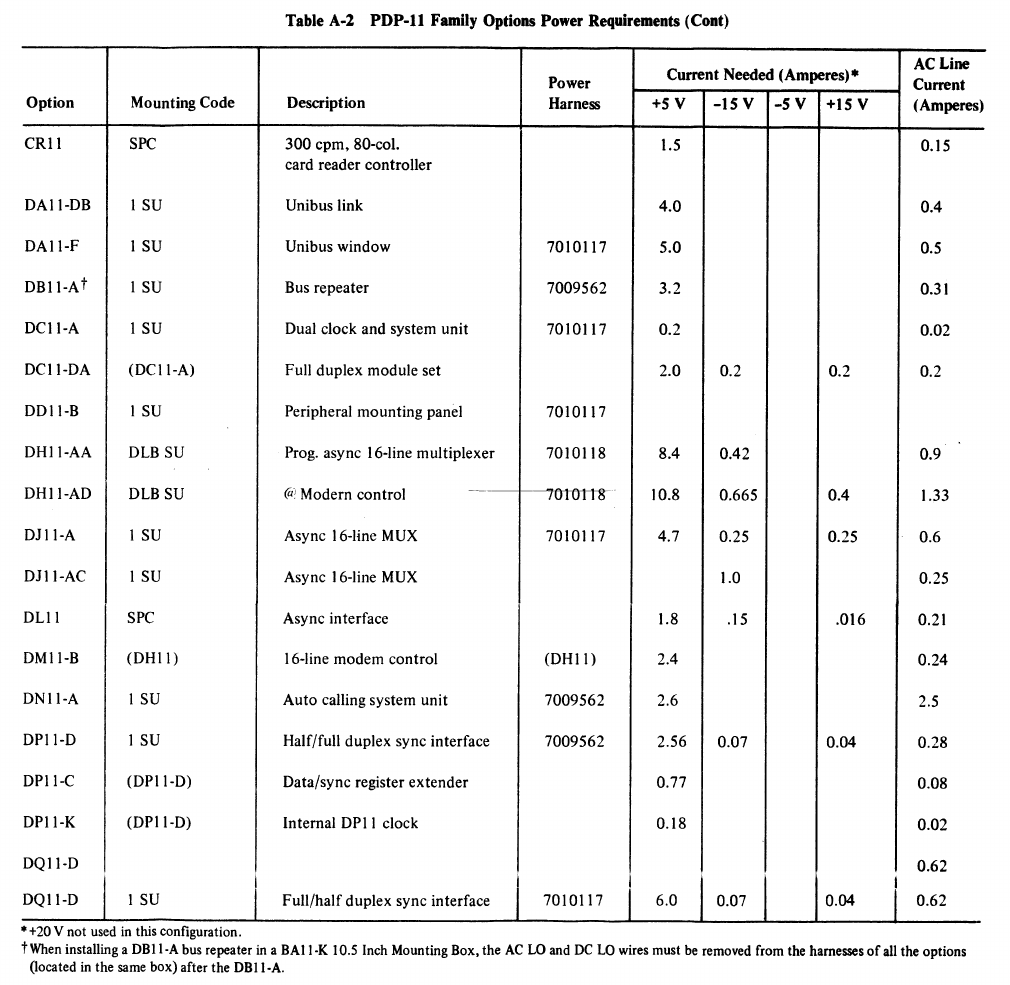 Table A-2 PDP-11 Family Options Power Requirements (Cont)
Option Mounting Code Description Power Harness Current Needed (Amperes)* AC Line Current (Amperes)
+5 V −15 V −5 V +15 V
CR11 SPC 300 cpm, 80-col. 1.5 0.15
card reader controller
DA11-DB 1 SU Unibus link 4.0 0.4
DA11-F 1 SU Unibus window 7010117 5.0 0.5
DB11-A† 1 SU Bus repeater 7009562 3.2 0.31
DC11-A 1 SU Dual clock and system unit 7010117 0.2 0.02
DC11-DA (DC11-A) Full duplex module set 2.0 0.2 0.2 0.2
DD11-B 1 SU Peripheral mounting panel 7010117
DH11-AA DLB SU Prog. async 16-line multiplexer 7010118 8.4 0.42 0.9
DH11-AD DLB SU @ Modern control 7010118 10.8 0.665 0.4 1.33
DJ11-A 1 SU Async 16-line MUX 7010117 4.7 0.25 0.25 0.6
DJ11-AC 1 SU Async 16-line MUX 1.0 0.25
DL11 SPC Async interface 1.8 .15 .016 0.21
DM11-B (DH11) 16-line modem control (DH11) 2.4 0.24
DN11-A 1 SU Auto calling system unit 7009562 2.6 2.5
DP11-D 1 SU Half/full duplex sync interface 7009562 2.56 0.07 0.04 0.28
DP11-C (DP11-D) Data/sync register extender 0.77 0.08
DP11-K (DP11-D) Internal DP11 clock 0.18 0.02
DQ11-D 0.62
DQ11-D 1 SU Full/half duplex sync interface 7010117 6.0 0.07 0.04 0.62
*+20 V not used in this configuration.
†When installing a DB11-A bus repeater in a BA11-K 10.5 Inch Mounting Box, the AC LO and DC LO wires must be removed from the harnesses of all the options
(located in the same box) after the DB11-A.